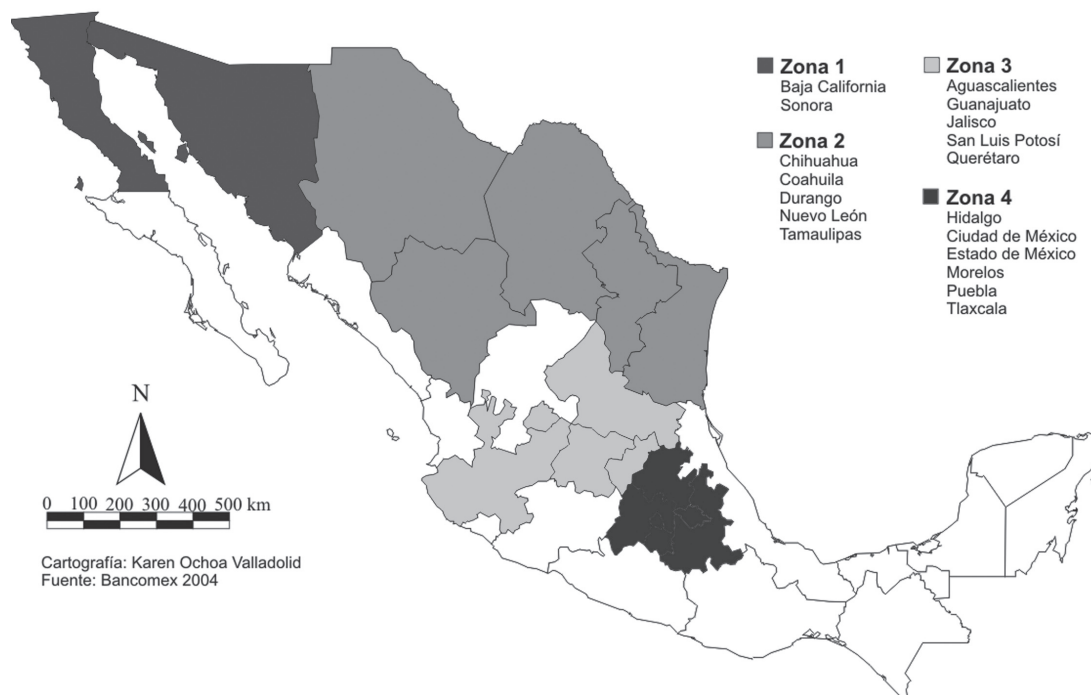 Zona 1
Baja California
Sonora
Zona 2
Chihuahua
Coahuila
Durango
Nuevo León
Tamaulipas
Zona 3
Aguascalientes
Guanajuato
Jalisco
San Luis Potosí
Querétaro
Zona 4
Hidalgo
Ciudad de México
Estado de México
Morelos
Puebla
Tlaxcala
N
0 100 200 300 400 500 km
Cartografía: Karen Ochoa Valladolid
Fuente: Bancomex 2004